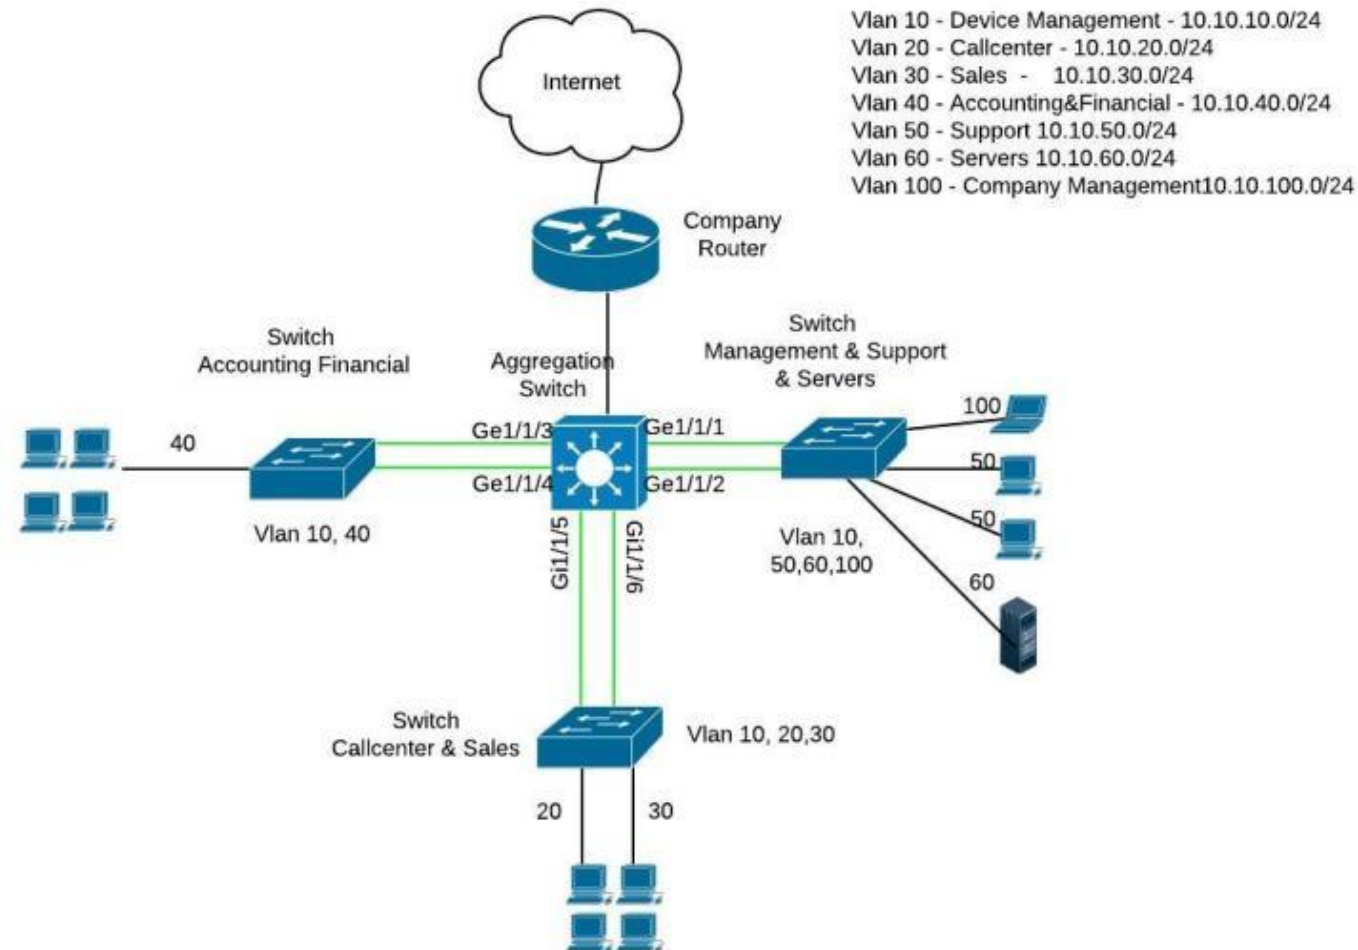 Vlan 10 - Device Management - 10.10.10.0/24
Vlan 20 - Callcenter - 10.10.20.0/24
Vlan 30 - Sales - 10.10.30.0/24
Vlan 40 - Accounting&Financial - 10.10.40.0/24
Vlan 50 - Support 10.10.50.0/24
Vlan 60 - Servers 10.10.60.0/24
Vlan 100 - Company Management10.10.100.0/24
Internet
Company
Router
Switch
Accounting Financial
Aggregation
Switch
Switch
Management & Support
& Servers
40
Ge1/1/3
Ge1/1/4
Ge1/1/1
Ge1/1/2
100
50
50
60
Vlan 10, 40
Gi1/1/5
Gi1/1/6
Vlan 10,
50,60,100
Switch
Callcenter & Sales
Vlan 10, 20,30
20
30